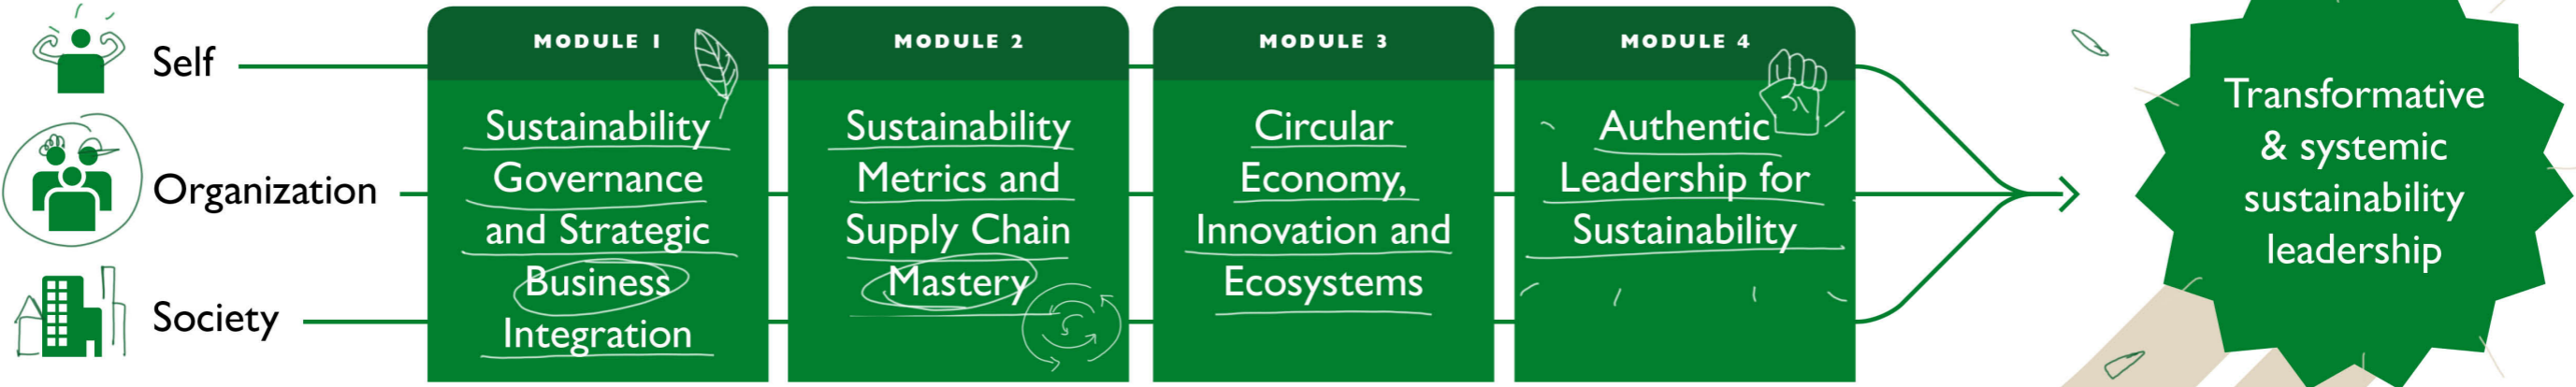 Self
Organization
Society
MODULE 1
Sustainability
Governance
and Strategic
Business
Integration
MODULE 2
Sustainability
Metrics and
Supply Chain
Mastery
MODULE 3
Circular
Economy,
Innovation and
Ecosystems
MODULE 4
Authentic
Leadership for
Sustainability
Transformative
& systemic
sustainability
leadership